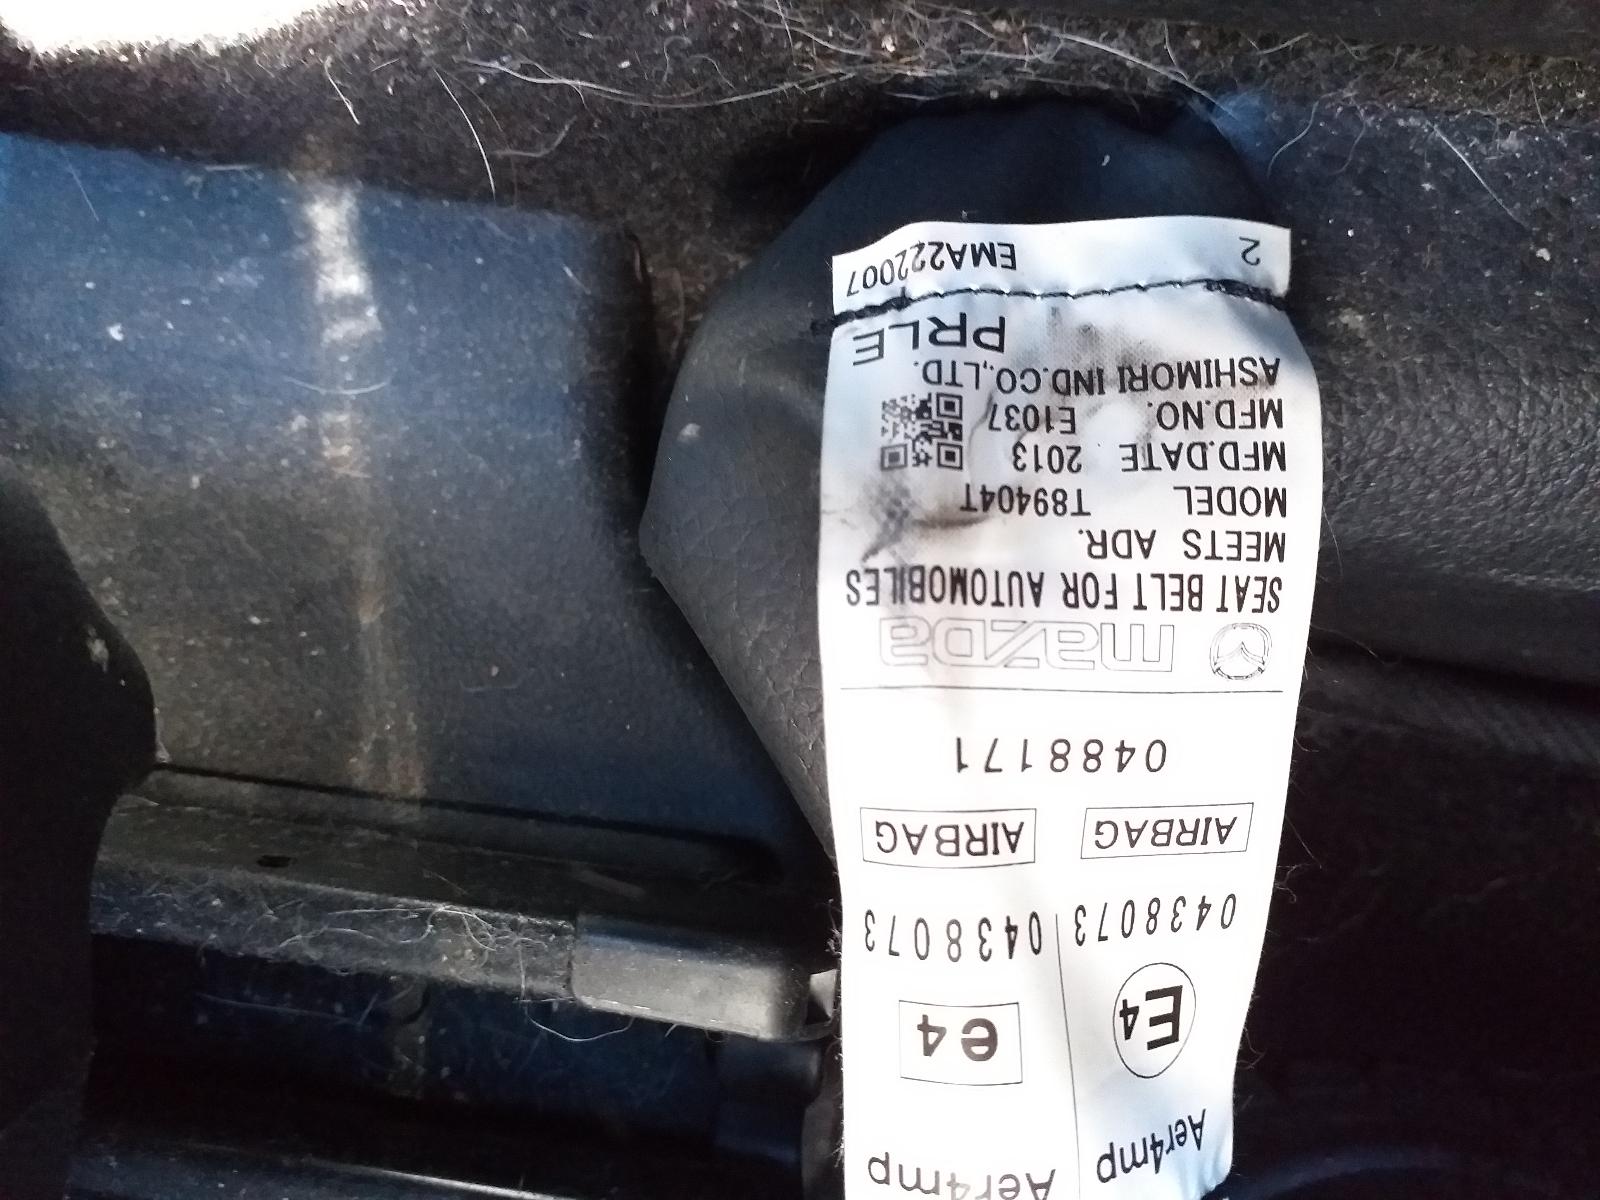 Aer4mp Aer4mp
E4 e4
0438073 0438073
AIRBAG AIRBAG
0488171
mazda
SEAT BELT FOR AUTOMOBILES
MEETS ADR.
MODEL T89404T
MFD.DATE 2013
MFD.NO. E1037
ASHIMORI IND.CO.,LTD.
PRLE
2 EMA222007